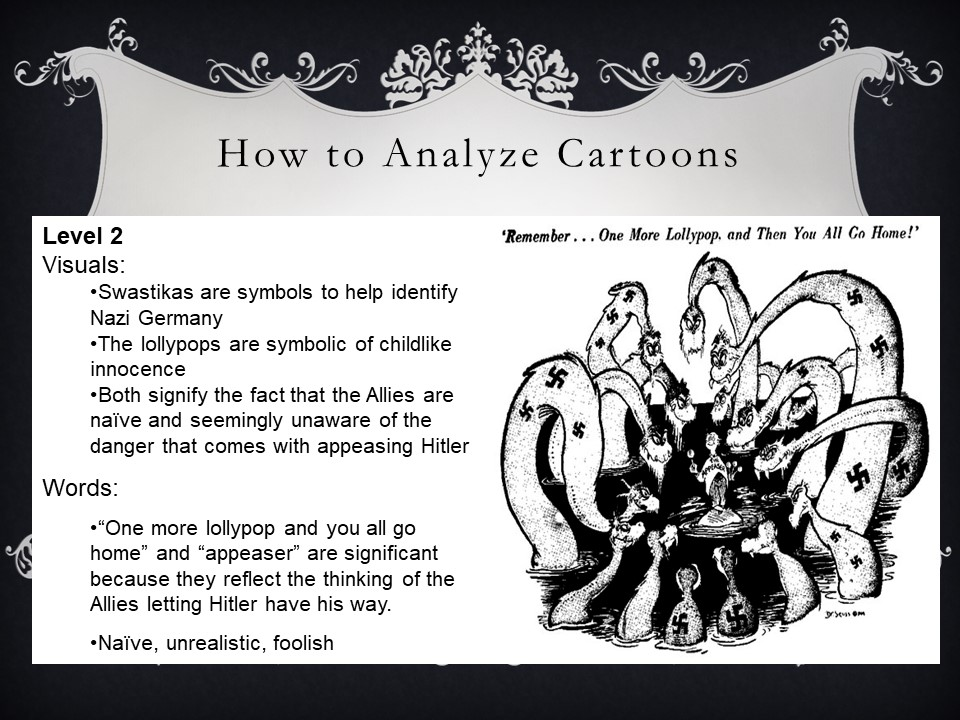 How to Analyze Cartoons
Level 2
Visuals:
•Swastikas are symbols to help identify
Nazi Germany
•The lollypops are symbolic of childlike
innocence
•Both signify the fact that the Allies are
naïve and seemingly unaware of the
danger that comes with appeasing Hitler
Words:
•“One more lollypop and you all go
home” and “appeaser” are significant
because they reflect the thinking of the
Allies letting Hitler have his way.
•Naïve, unrealistic, foolish
‘Remember . . . One More Lollypop, and Then You All Go Home!’
Dr. Seuss